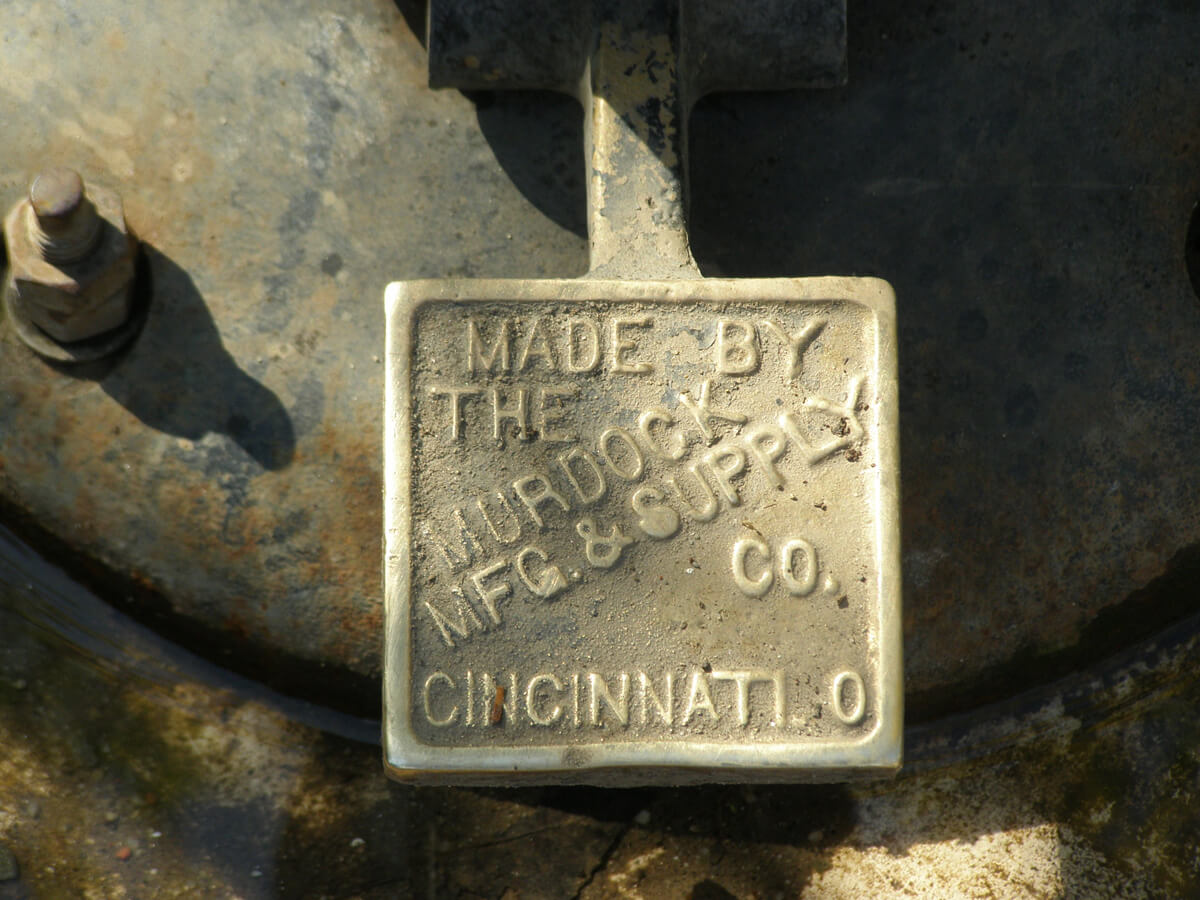 MADE BY
THE
MURDOCK
MFG. & SUPPLY
CO.
CINCINNATI. O